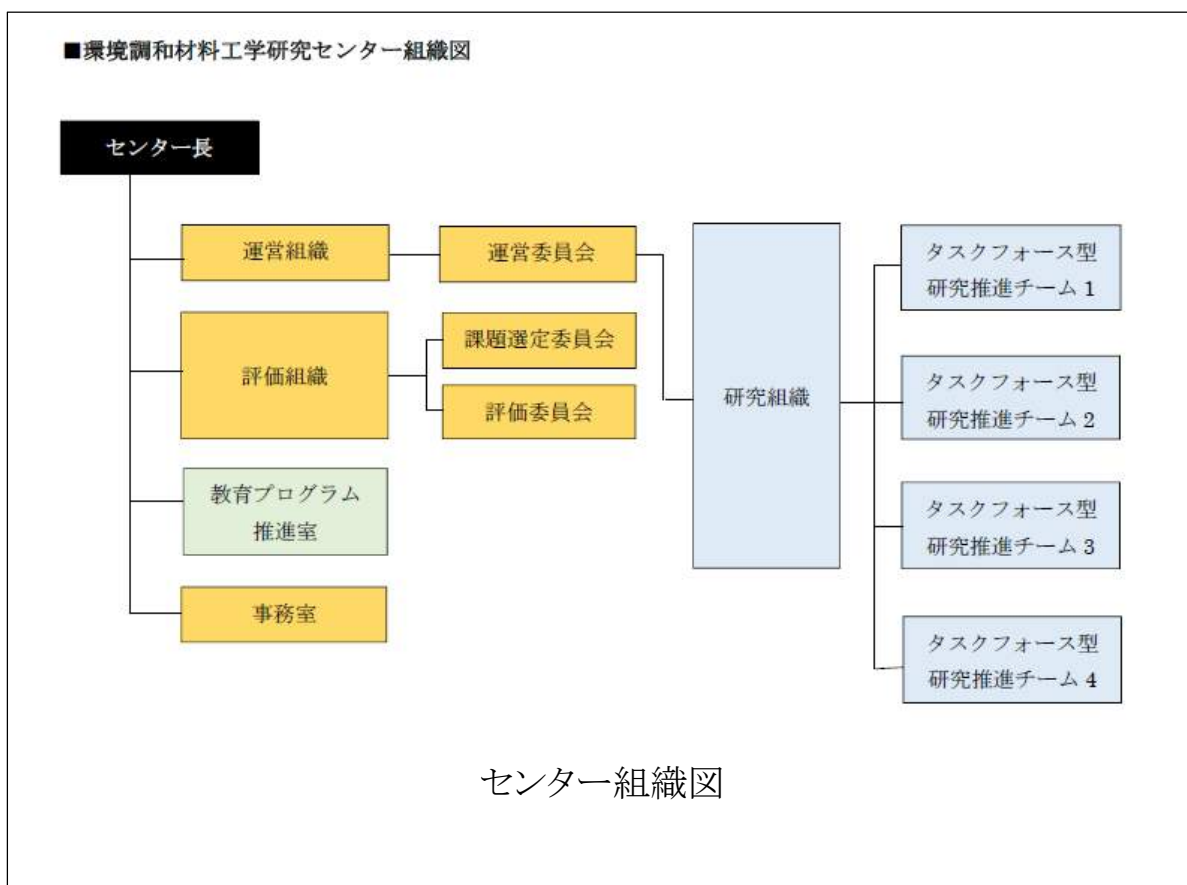 ■環境調和材料工学研究センター組織図
センター長
運営組織
運営委員会
評価組織
課題選定委員会
評価委員会
教育プログラム
推進室
事務室
研究組織
タスクフォース型
研究推進チーム 1
タスクフォース型
研究推進チーム 2
タスクフォース型
研究推進チーム 3
タスクフォース型
研究推進チーム 4
センター組織図